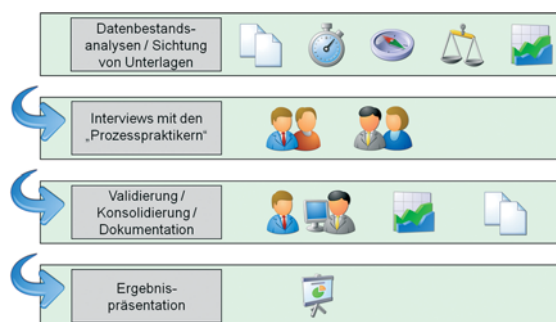 Datenbestands-
analysen / Sichtung
von Unterlagen
Interviews mit den
„Prozesspraktikern“
Validierung /
Konsolidierung /
Dokumentation
Ergebnis-
präsentation